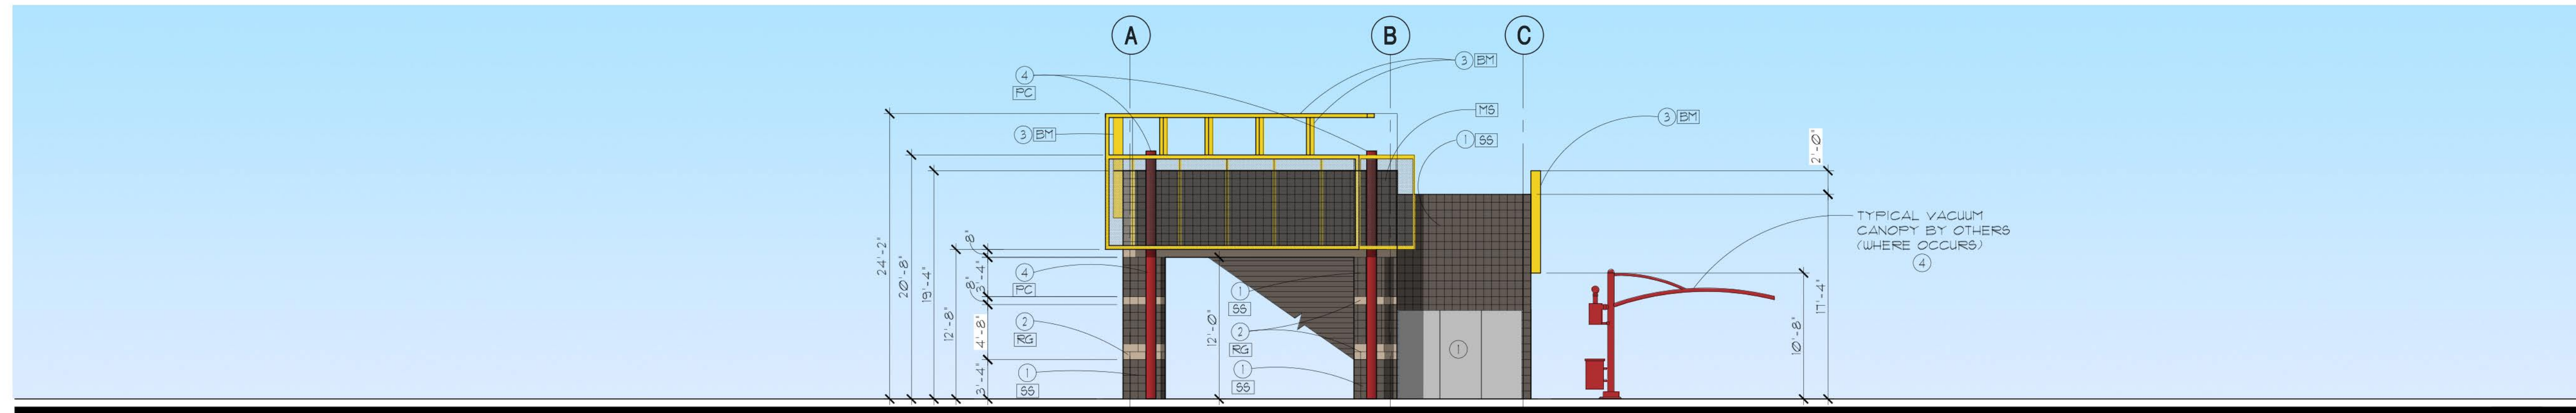 A
B
C
4
PC
3 BM
3 BM
MS
1 SS
3 BM
2'-0"
24'-2"
20'-8"
19'-4"
12'-8"
8"
3'-4"
8"
4'-8"
3'-4"
4
PC
2
RG
1
SS
12'-0"
1
SS
2
RG
1
SS
1
TYPICAL VACUUM
CANOPY BY OTHERS
(WHERE OCCURS)
4
10'-8"
17'-4"